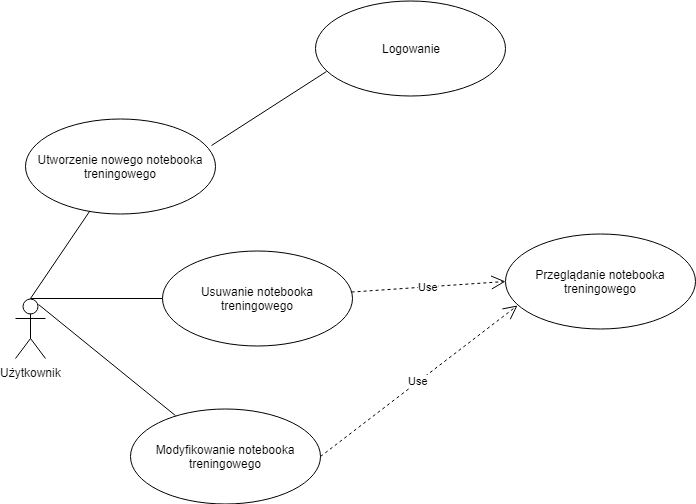 Logowanie
Utworzenie nowego notebooka
treningowego
Usuwanie notebooka
treningowego
Use
Przeglądanie notebooka
treningowego
Użytkownik
Use
Modyfikowanie notebooka
treningowego